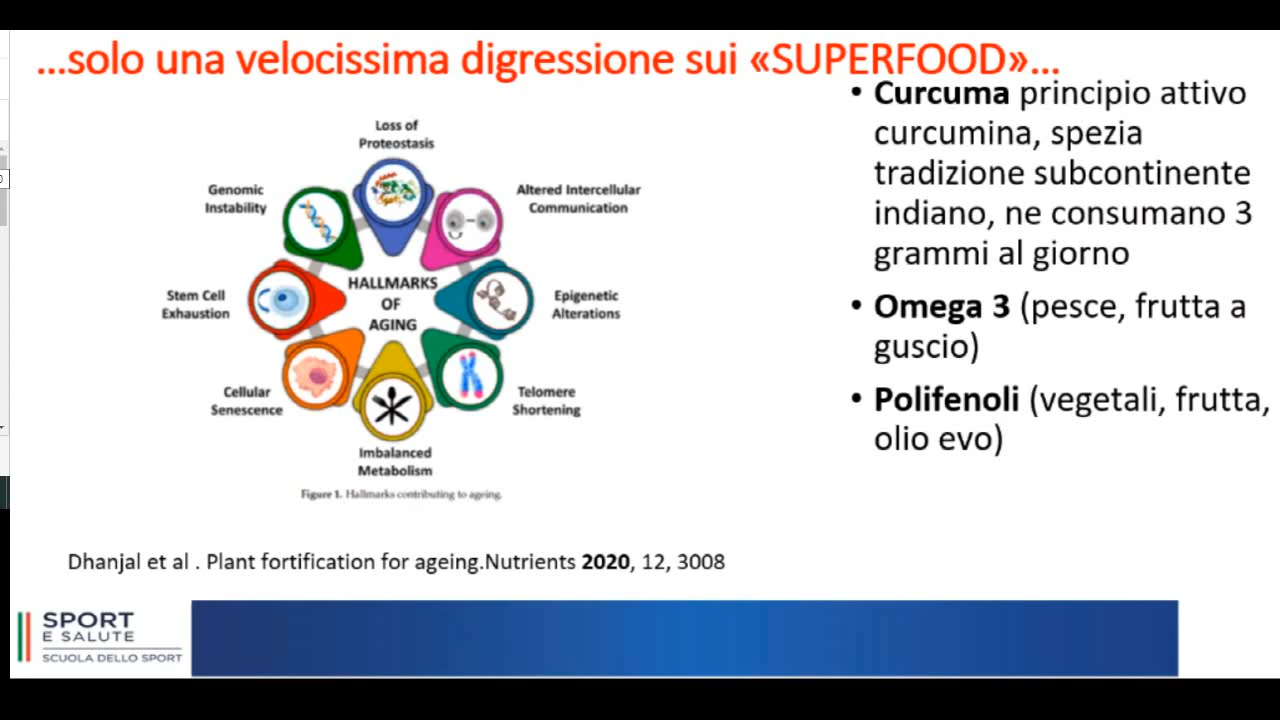 …solo una velocissima digressione sui «SUPERFOOD»…
Loss of
Proteostasis
Genomic
Instability
Altered Intercellular
Communication
HALLMARKS
OF
AGING
Stem Cell
Exhaustion
Epigenetic
Alterations
Cellular
Senescence
Telomere
Shortening
Imbalanced
Metabolism
Figure 1. Hallmarks contributing to ageing.
• Curcuma principio attivo
curcumina, spezia
tradizione subcontinente
indiano, ne consumano 3
grammi al giorno
• Omega 3 (pesce, frutta a
guscio)
• Polifenoli (vegetali, frutta,
olio evo)
Dhanjal et al . Plant fortification for ageing.Nutrients 2020, 12, 3008
SPORT
E SALUTE
SCUOLA DELLO SPORT
0